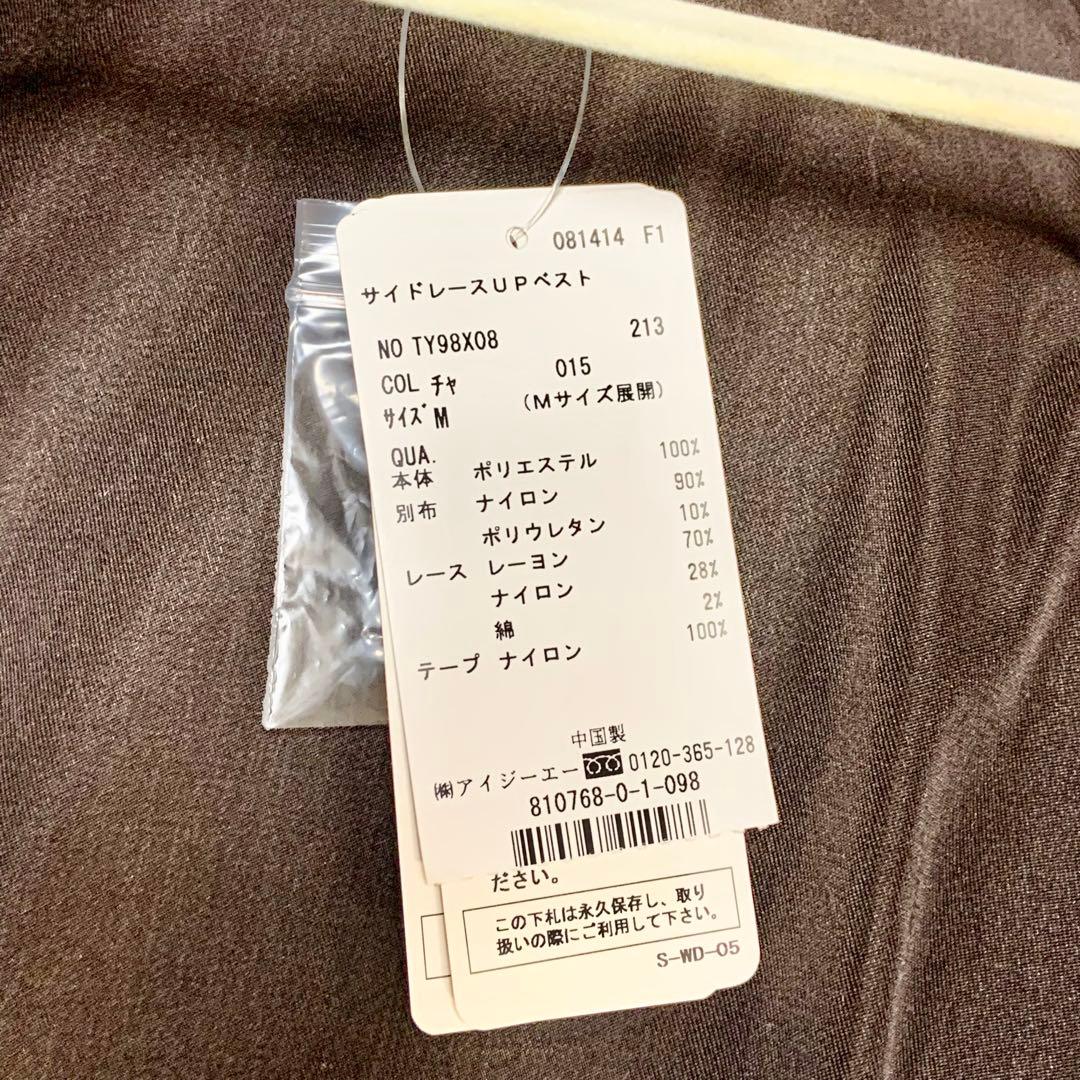 081414 F1
サイドレースUPベスト
NO TY98X08 213
COL ﾁｬ 015
ｻｲｽﾞ M (Mサイズ展開)
QUA.
本体 ポリエステル 100%
別布 ナイロン 90%
ポリウレタン 10%
レース レーヨン 70%
ナイロン 28%
綿 2%
テープ ナイロン 100%
中国製
㈱アイジーエー 0120-365-128
810768-0-1-098
ださい。
この下札は永久保存し、取り
扱いの際にご利用して下さい。
S-WD-05